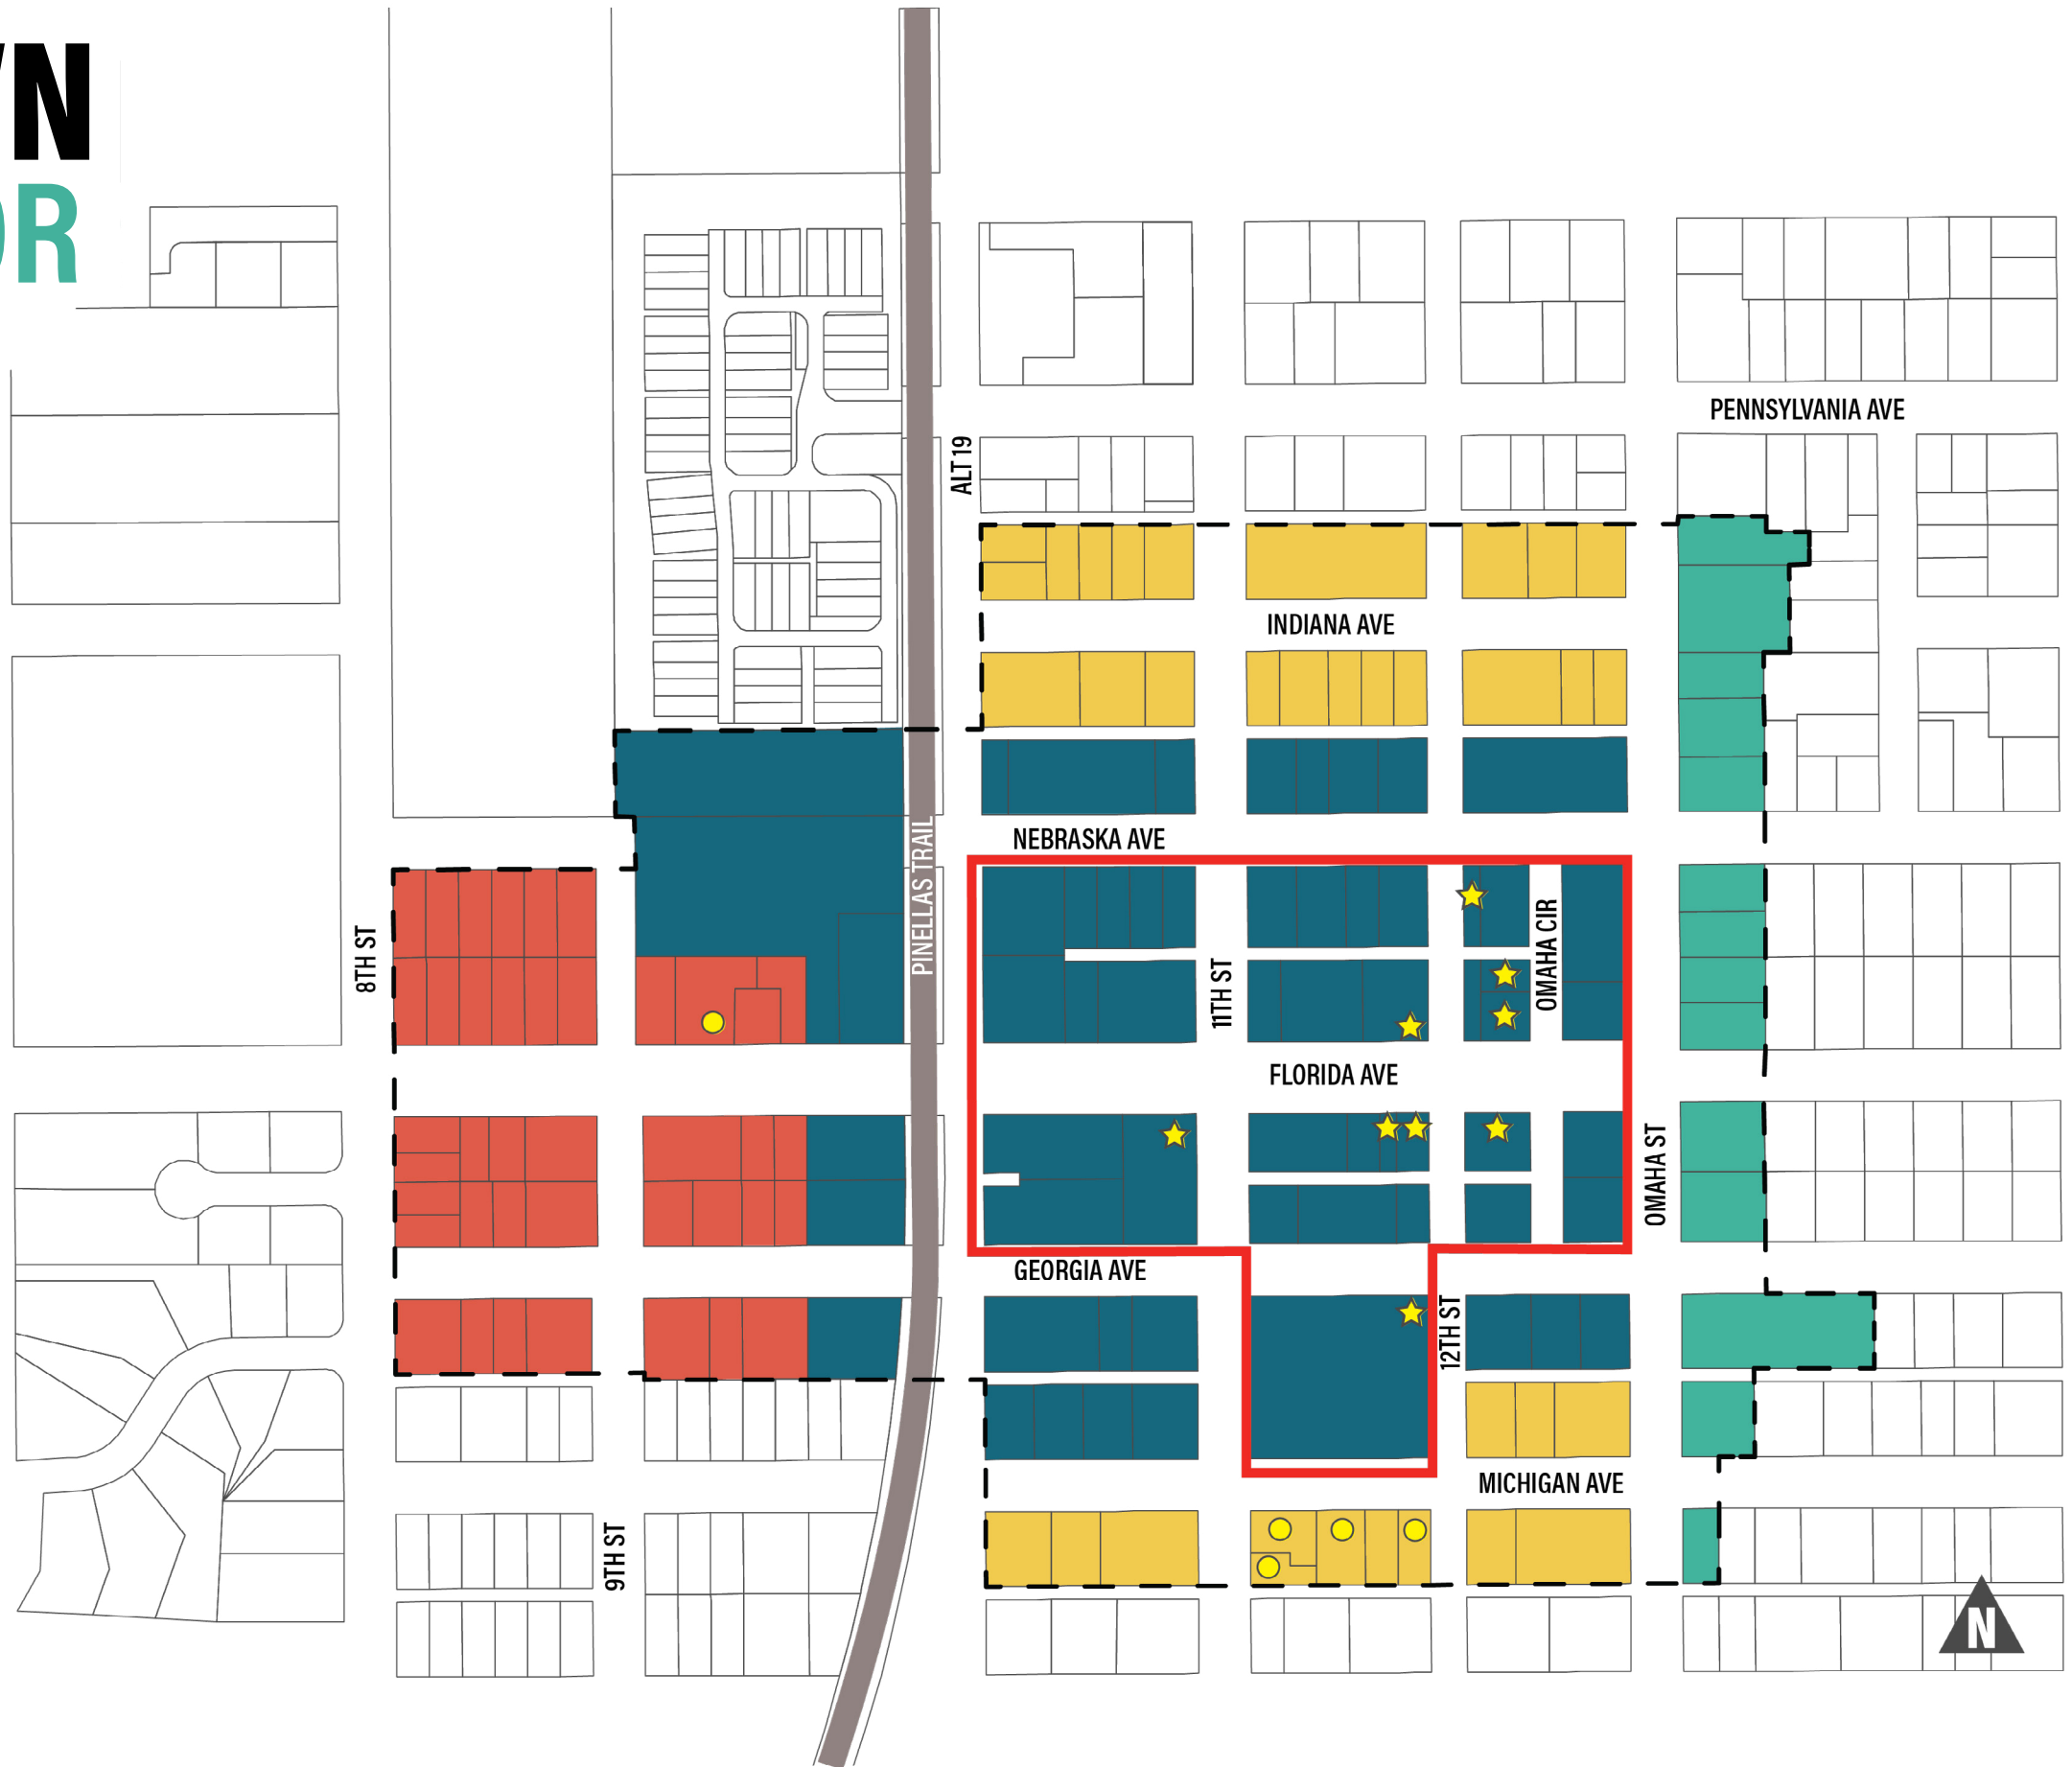 PENNSYLVANIA AVE
ALT 19
INDIANA AVE
NEBRASKA AVE
PINELLAS TRAIL
8TH ST
11TH ST
OMAHA CIR
FLORIDA AVE
OMAHA ST
GEORGIA AVE
12TH ST
MICHIGAN AVE
9TH ST
N